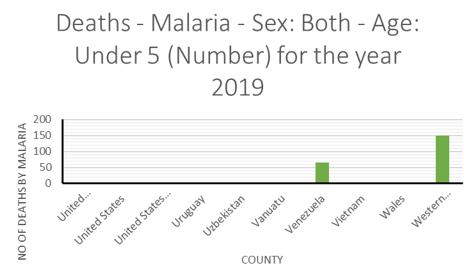 Deaths - Malaria - Sex: Both - Age:
Under 5 (Number) for the year
2019
NO OF DEATHS BY MALARIA
200
150
100
50
0
United...
United States
United States...
Uruguay
Uzbekistan
Vanuatu
Venezuela
Vietnam
Wales
Western...
COUNTY